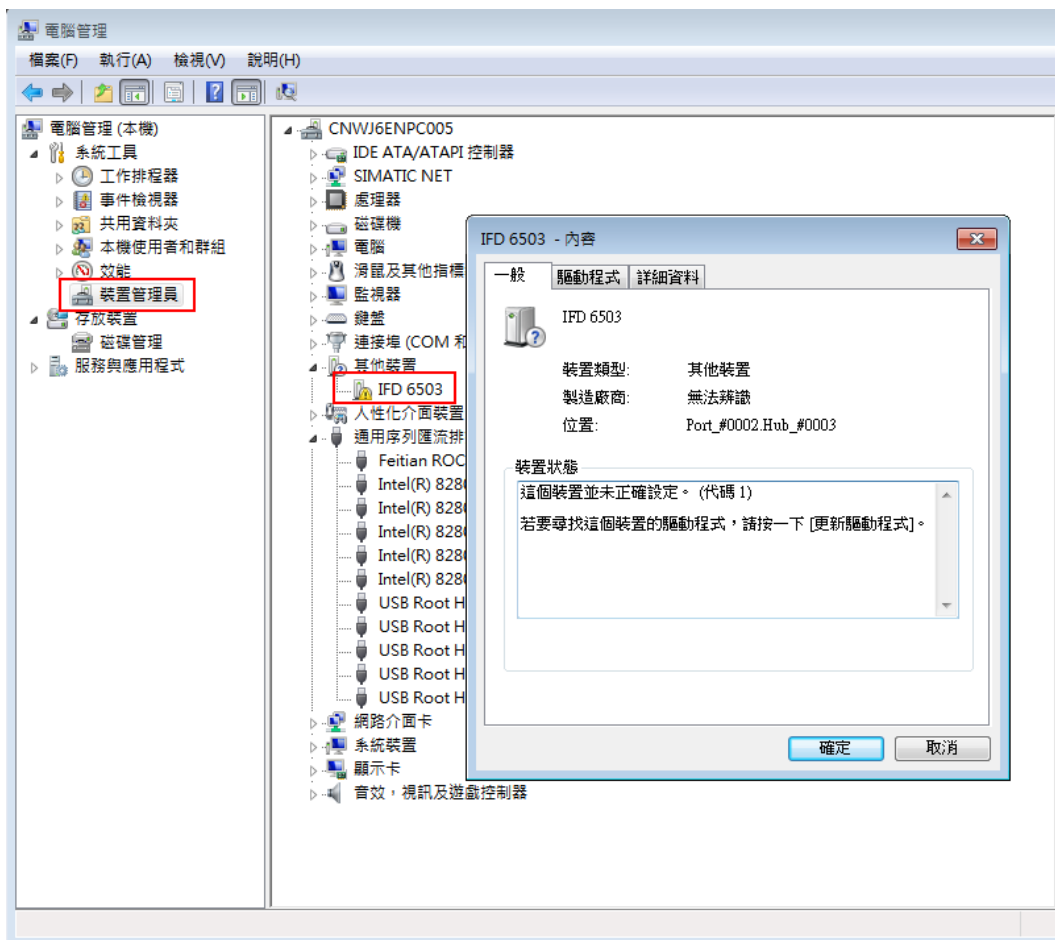 電腦管理
檔案(F) 執行(A) 檢視(V) 說明(H)
電腦管理 (本機)
系統工具
工作排程器
事件檢視器
共用資料夾
本機使用者和群組
效能
裝置管理員
存放裝置
磁碟管理
服務與應用程式
CNWJ6ENPC005
IDE ATA/ATAPI 控制器
SIMATIC NET
處理器
磁碟機
電腦
滑鼠及其他指標
監視器
鍵盤
連接埠 (COM 和
其他裝置
IFD 6503
人性化介面裝置
通用序列匯流排
Feitian ROC
Intel(R) 828
Intel(R) 828
Intel(R) 828
Intel(R) 828
Intel(R) 828
USB Root H
USB Root H
USB Root H
USB Root H
USB Root H
網路介面卡
系統裝置
顯示卡
音效，視訊及遊戲控制器
IFD 6503 - 內容
一般 驅動程式 詳細資料
IFD 6503
裝置類型: 其他裝置
製造廠商: 無法辨識
位置: Port_#0002.Hub_#0003
裝置狀態
這個裝置並未正確設定。 (代碼 1)
若要尋找這個裝置的驅動程式，請按一下 [更新驅動程式]。
確定 取消